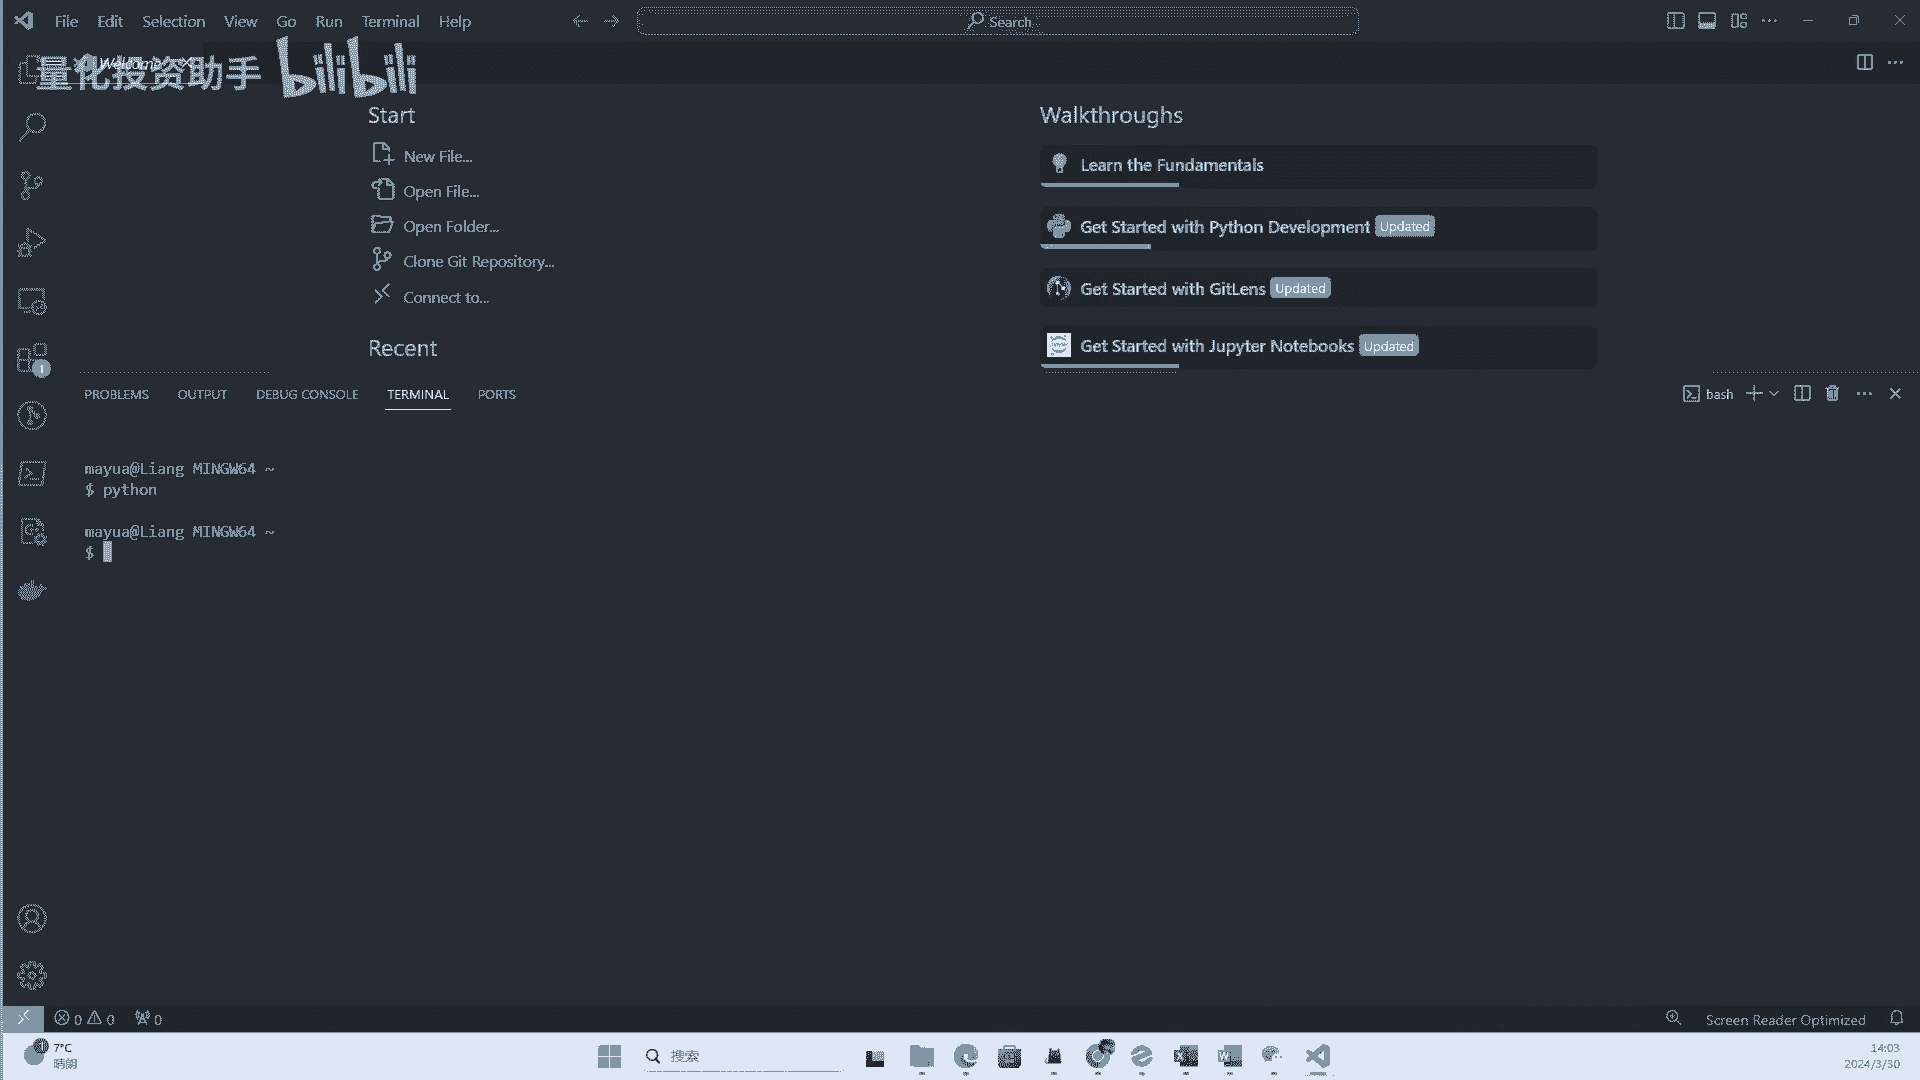 File Edit Selection View Go Run Terminal Help
Search
Welcome
量化投资助手 bilibili
Start
New File...
Open File...
Open Folder...
Clone Git Repository...
Connect to...
Recent
Walkthroughs
Learn the Fundamentals
Get Started with Python Development Updated
Get Started with GitLens Updated
Get Started with Jupyter Notebooks Updated
1
PROBLEMS OUTPUT DEBUG CONSOLE TERMINAL PORTS
bash
mayua@Liang MINGW64 ~
$ python
mayua@Liang MINGW64 ~
$
0 0 0
Screen Reader Optimized
1
7°C
晴朗
搜索
14:03
2024/3/30